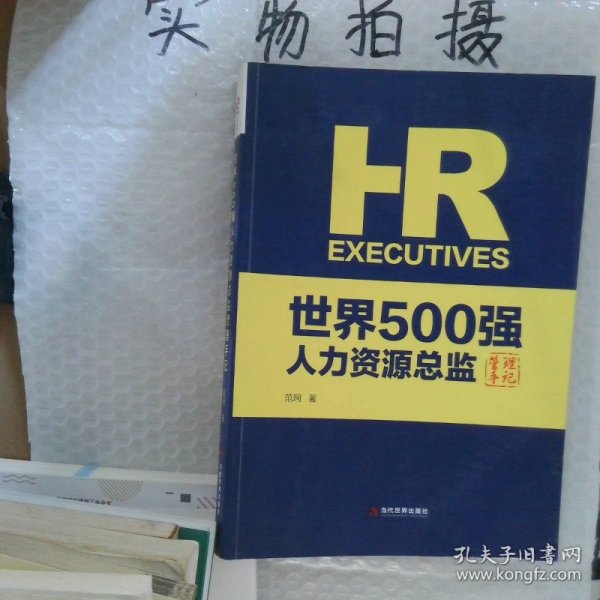 实物拍摄
HR
EXECUTIVES
世界500强
人力资源总监
管理
手记
范珂 著
当代世界出版社
孔夫子旧书网
www.kongfz.com